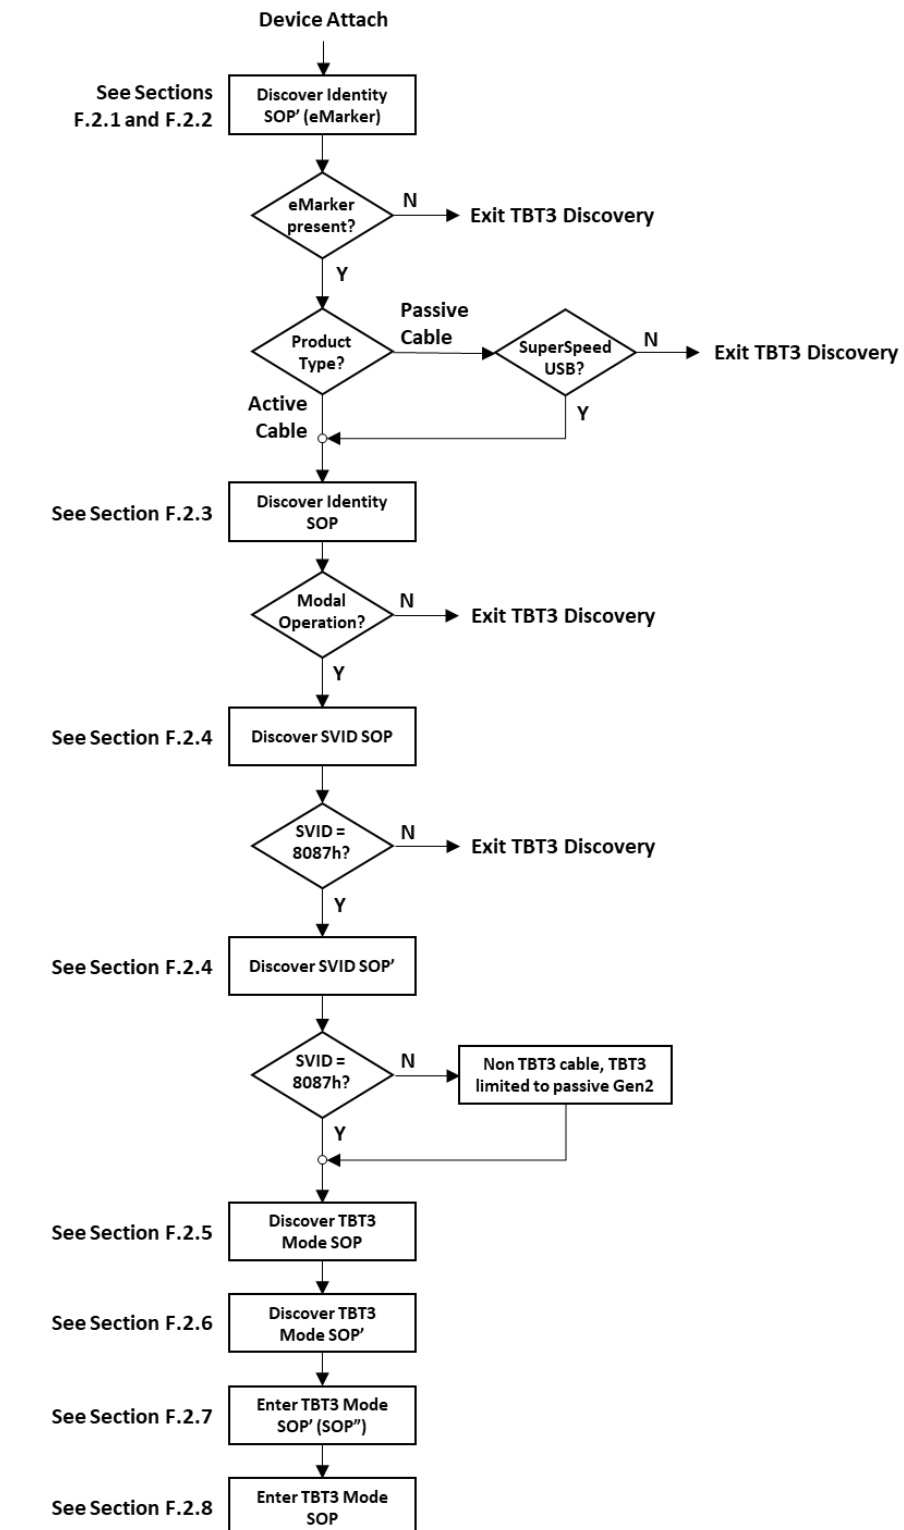 Device Attach
See Sections
F.2.1 and F.2.2
Discover Identity
SOP’ (eMarker)
eMarker
present?
N
Exit TBT3 Discovery
Y
Product
Type?
Passive
Cable
SuperSpeed
USB?
N
Exit TBT3 Discovery
Y
Active
Cable
See Section F.2.3
Discover Identity
SOP
Modal
Operation?
N
Exit TBT3 Discovery
Y
See Section F.2.4
Discover SVID SOP
SVID =
8087h?
N
Exit TBT3 Discovery
Y
See Section F.2.4
Discover SVID SOP’
SVID =
8087h?
N
Non TBT3 cable, TBT3
limited to passive Gen2
Y
See Section F.2.5
Discover TBT3
Mode SOP
See Section F.2.6
Discover TBT3
Mode SOP’
See Section F.2.7
Enter TBT3 Mode
SOP’ (SOP”)
See Section F.2.8
Enter TBT3 Mode
SOP